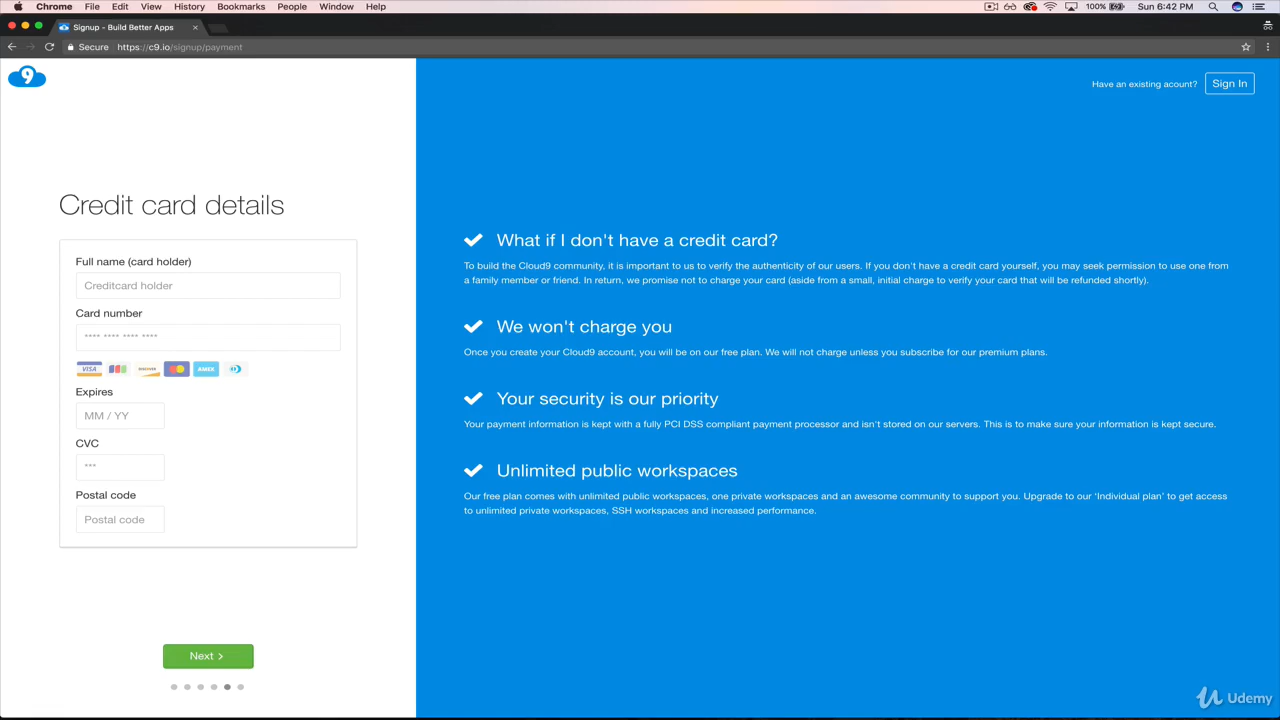 Chrome File Edit View History Bookmarks People Window Help
100% Sun 6:42 PM
Signup - Build Better Apps
Secure https://c9.io/signup/payment
9
Have an existing acount? Sign In
Credit card details
Full name (card holder)
Creditcard holder
Card number
**** **** **** ****
VISA JCB DISCOVER AMEX
Expires
MM / YY
CVC
***
Postal code
Postal code
Next >
What if I don't have a credit card?
To build the Cloud9 community, it is important to us to verify the authenticity of our users. If you don't have a credit card yourself, you may seek permission to use one from
a family member or friend. In return, we promise not to charge your card (aside from a small, initial charge to verify your card that will be refunded shortly).
We won't charge you
Once you create your Cloud9 account, you will be on our free plan. We will not charge unless you subscribe for our premium plans.
Your security is our priority
Your payment information is kept with a fully PCI DSS compliant payment processor and isn't stored on our servers. This is to make sure your information is kept secure.
Unlimited public workspaces
Our free plan comes with unlimited public workspaces, one private workspaces and an awesome community to support you. Upgrade to our 'Individual plan' to get access
to unlimited private workspaces, SSH workspaces and increased performance.
Udemy